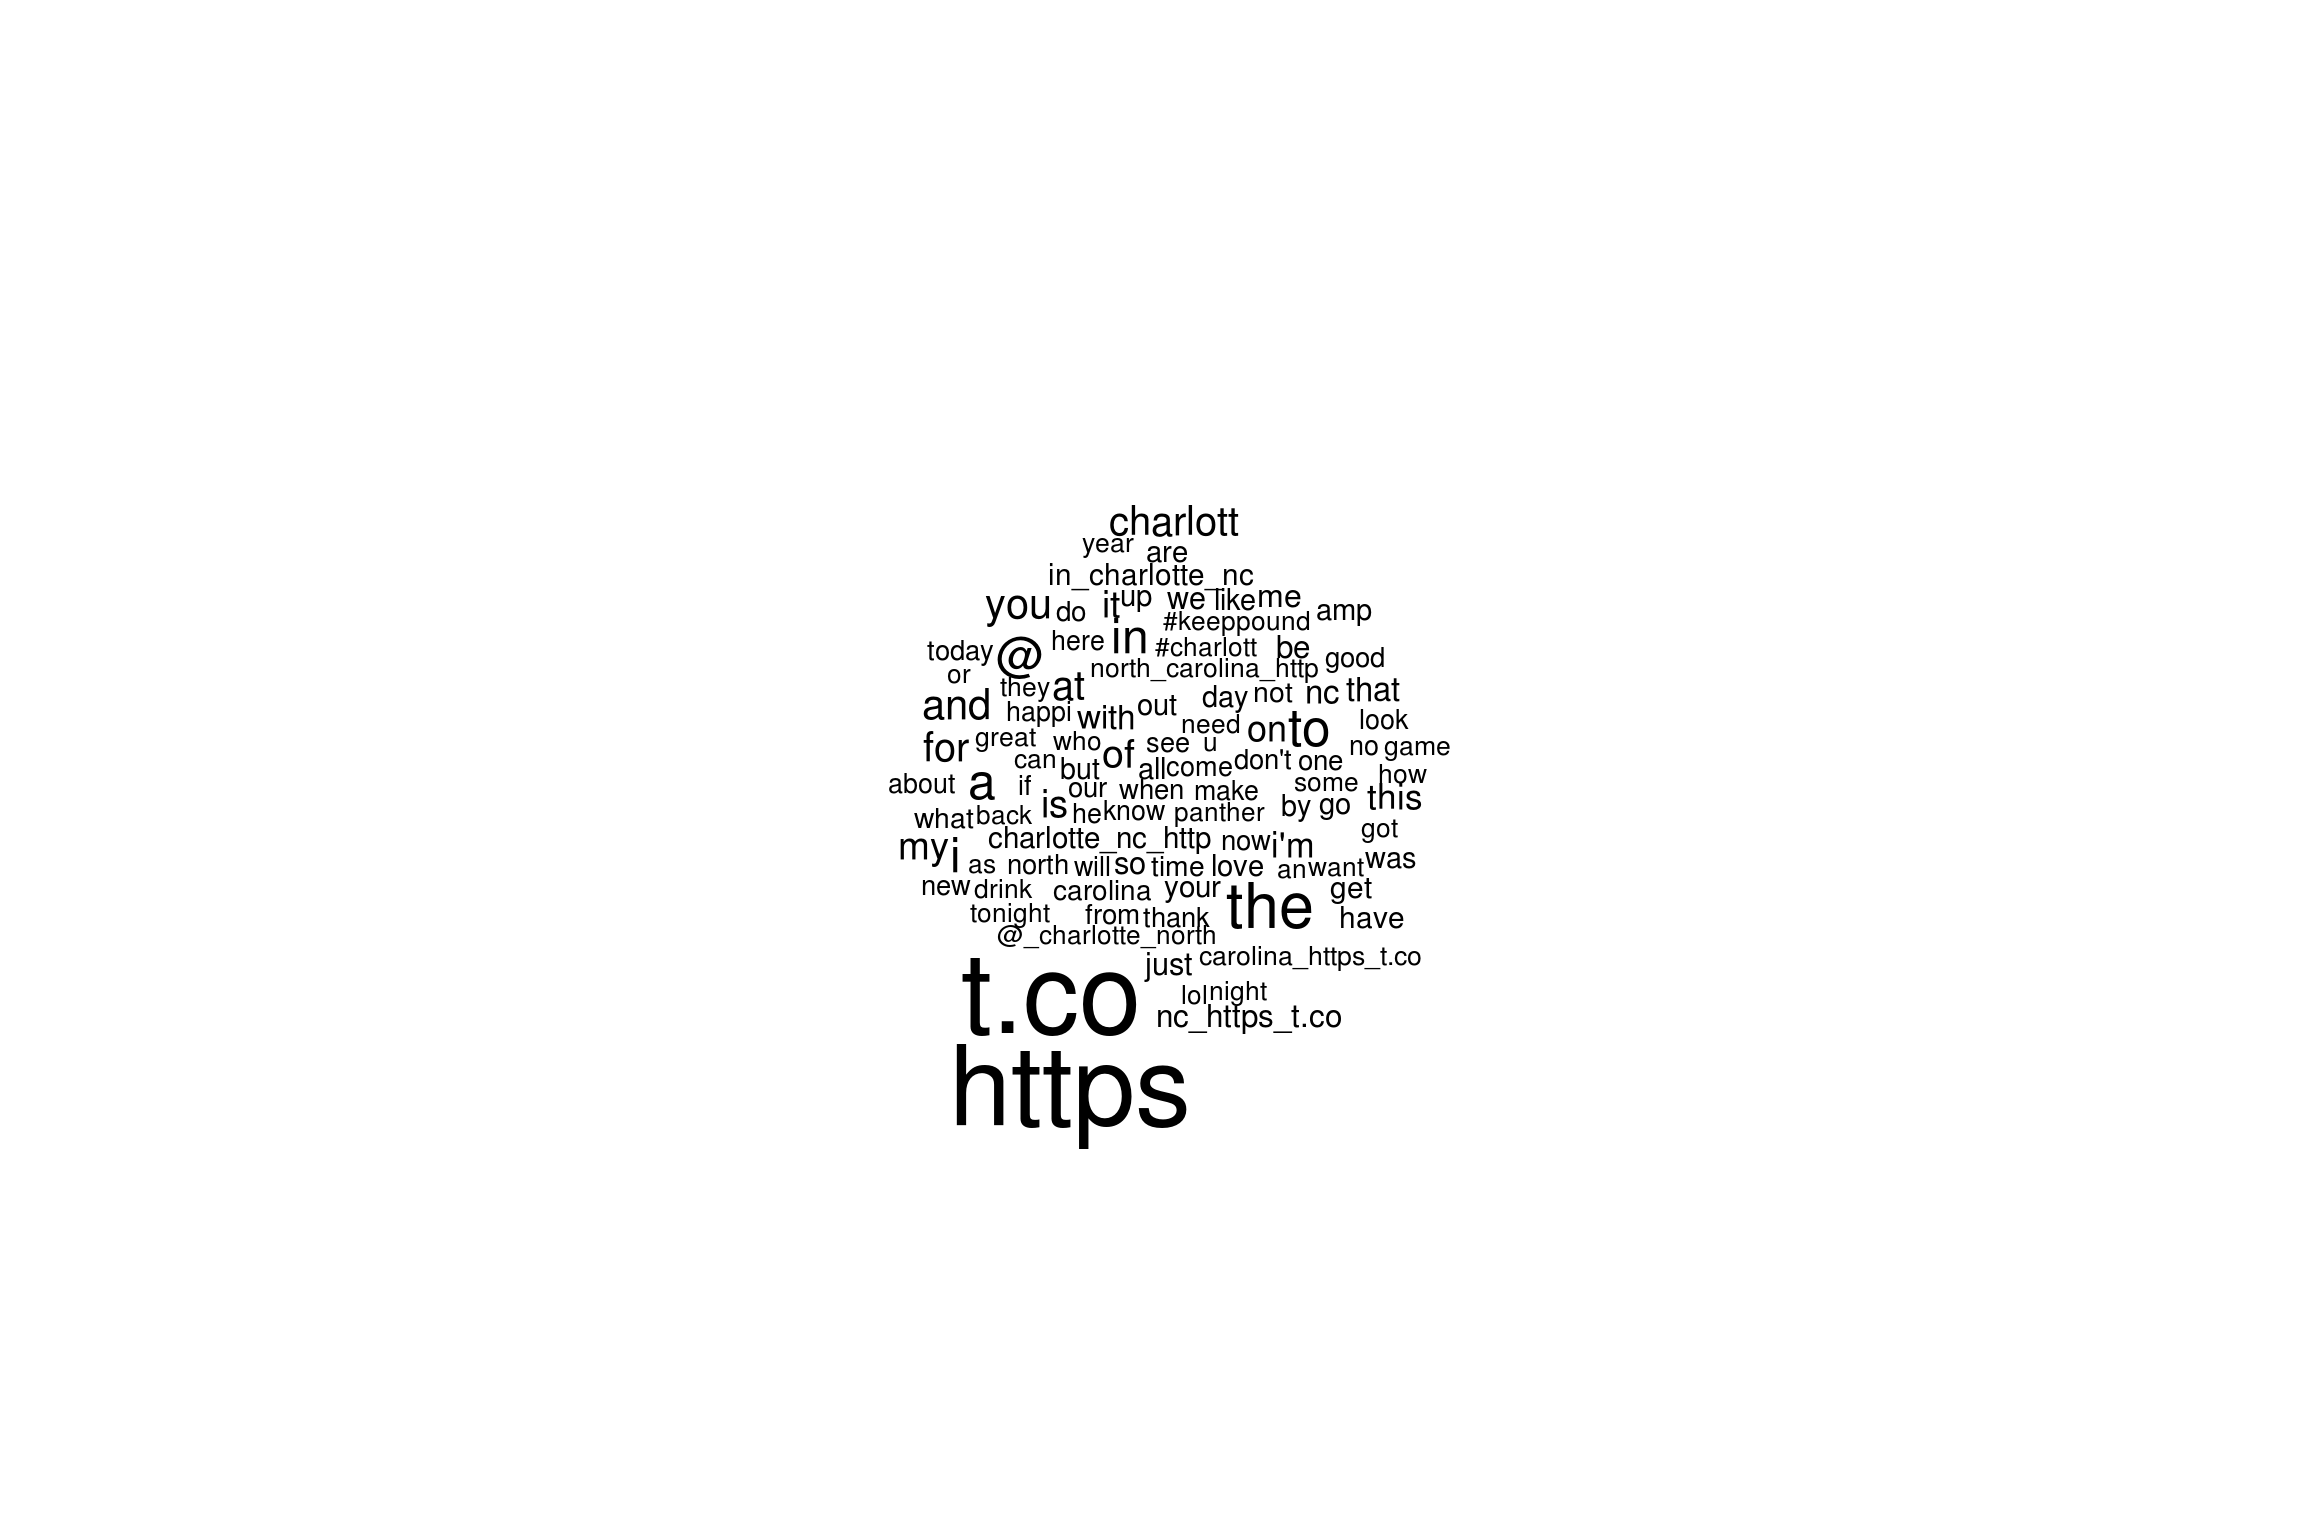 charlott
year are
in_charlotte_nc
you do it up we like me amp
#keeppound
today @ here in #charlott be good
or north_carolina_http
and they at day not nc that
happi with out need on to look
for great who of see u no game
can but all come don't one how
about a if our when make some this
what back is he know panther by go got
my i charlotte_nc_http now i'm
as north will so time love an want was
new drink carolina your the get
tonight from thank have
@_charlotte_north
t.co just carolina_https_t.co
lol night
nc_https_t.co
https